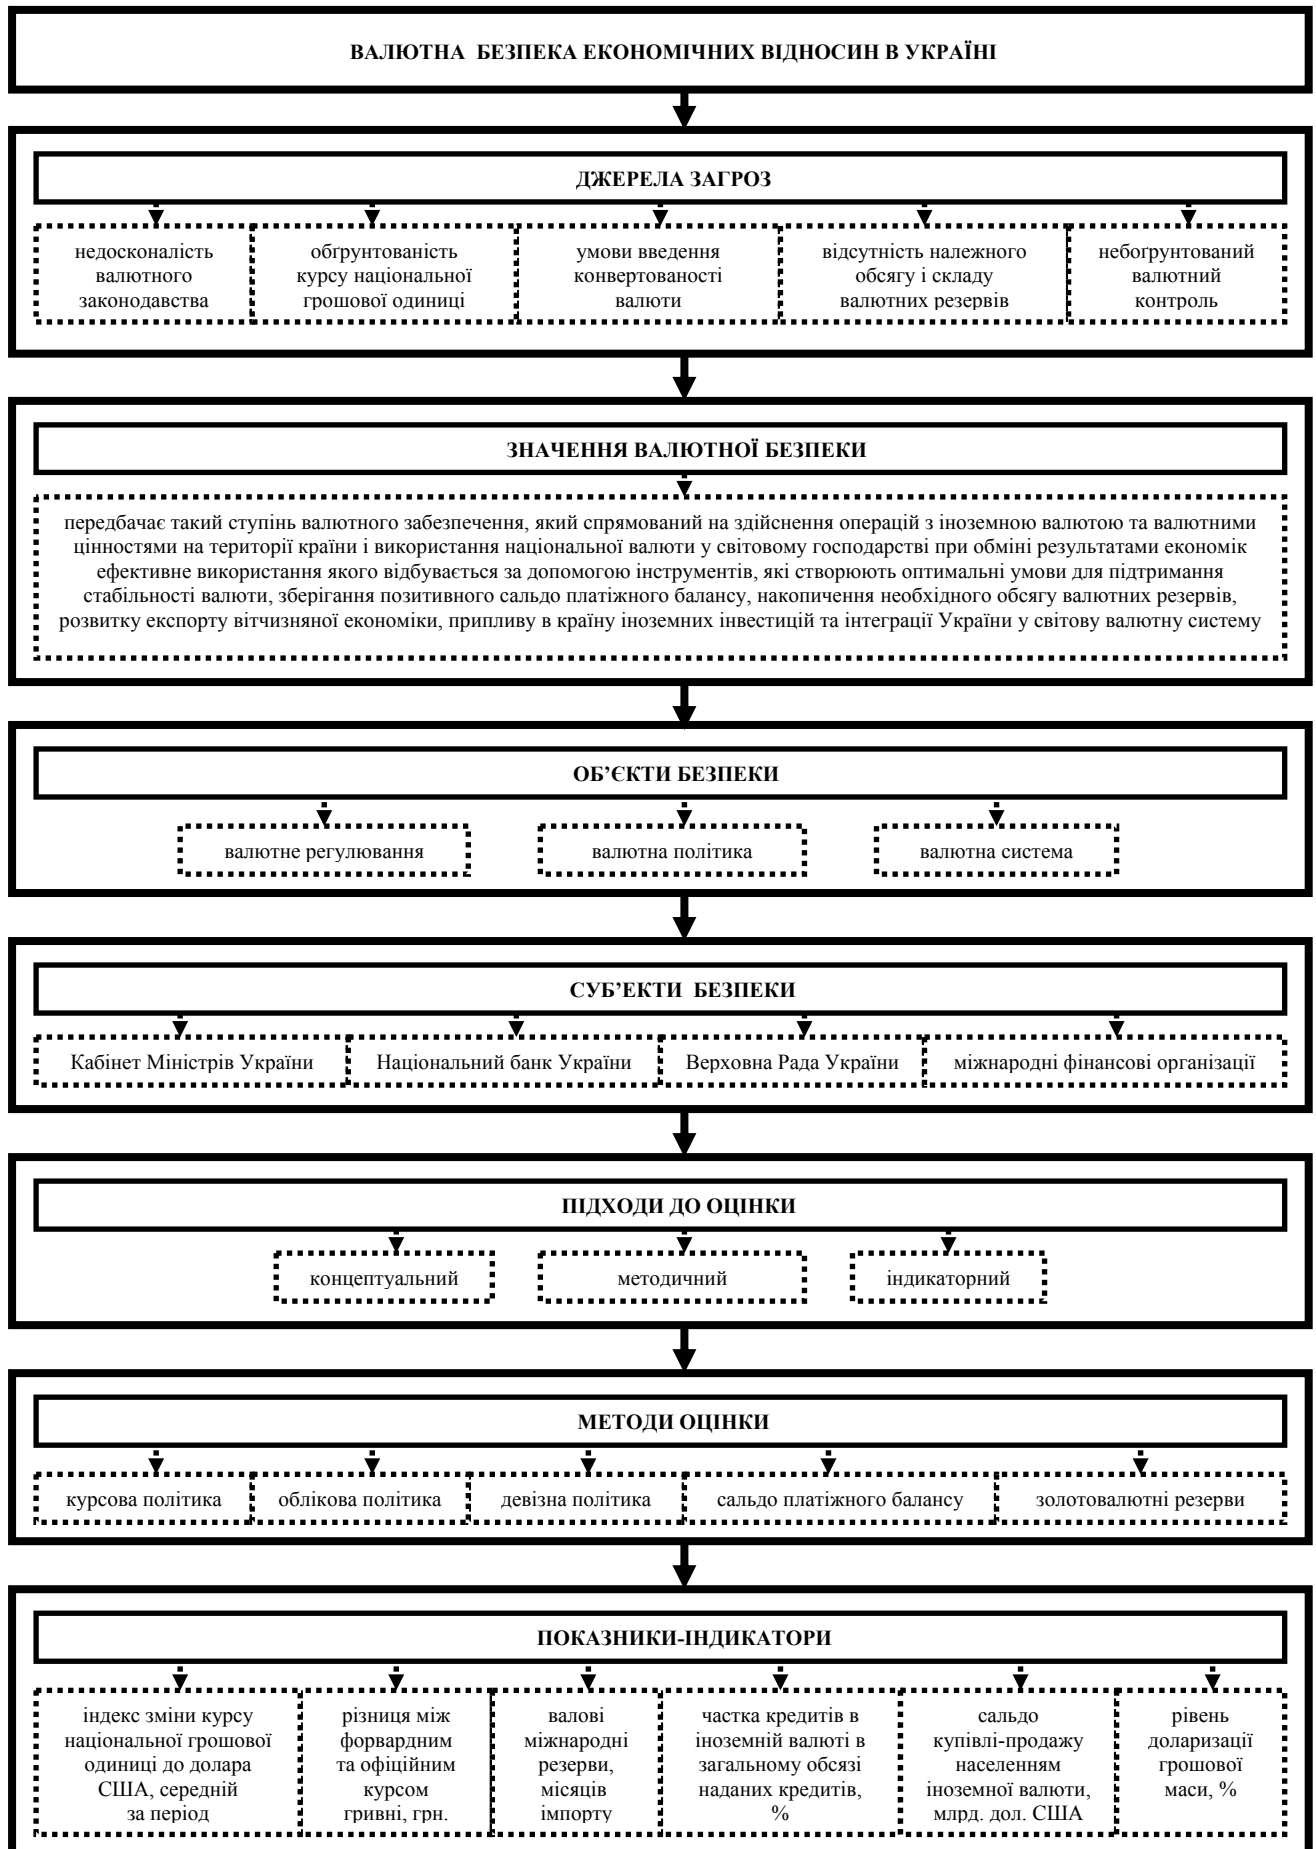 ВАЛЮТНА БЕЗПЕКА ЕКОНОМІЧНИХ ВІДНОСИН В УКРАЇНІ
ДЖЕРЕЛА ЗАГРОЗ
недосконалість
валютного
законодавства
обґрунтованість
курсу національної
грошової одиниці
умови введення
конвертованості
валюти
відсутність належного
обсягу і складу
валютних резервів
небоґрунтований
валютний
контроль
ЗНАЧЕННЯ ВАЛЮТНОЇ БЕЗПЕКИ
передбачає такий ступінь валютного забезпечення, який спрямований на здійснення операцій з іноземною валютою та валютними
цінностями на території країни і використання національної валюти у світовому господарстві при обміні результатами економік
ефективне використання якого відбувається за допомогою інструментів, які створюють оптимальні умови для підтримання
стабільності валюти, зберігання позитивного сальдо платіжного балансу, накопичення необхідного обсягу валютних резервів,
розвитку експорту вітчизняної економіки, припливу в країну іноземних інвестицій та інтеграції України у світову валютну систему
ОБ’ЄКТИ БЕЗПЕКИ
валютне регулювання
валютна політика
валютна система
СУБ’ЕКТИ БЕЗПЕКИ
Кабінет Міністрів України
Національний банк України
Верховна Рада України
міжнародні фінансові організації
ПІДХОДИ ДО ОЦІНКИ
концептуальний
методичний
індикаторний
МЕТОДИ ОЦІНКИ
курсова політика
облікова політика
девізна політика
сальдо платіжного балансу
золотовалютні резерви
ПОКАЗНИКИ-ІНДИКАТОРИ
індекс зміни курсу
національної грошової
одиниці до долара
США, середній
за період
різниця між
форвардним
та офіційним
курсом
гривні, грн.
валові
міжнародні
резерви,
місяців
імпорту
частка кредитів в
іноземній валюті в
загальному обсязі
наданих кредитів,
%
сальдо
купівлі-продажу
населенням
іноземної валюти,
млрд. дол. США
рівень
доларизації
грошової
маси, %